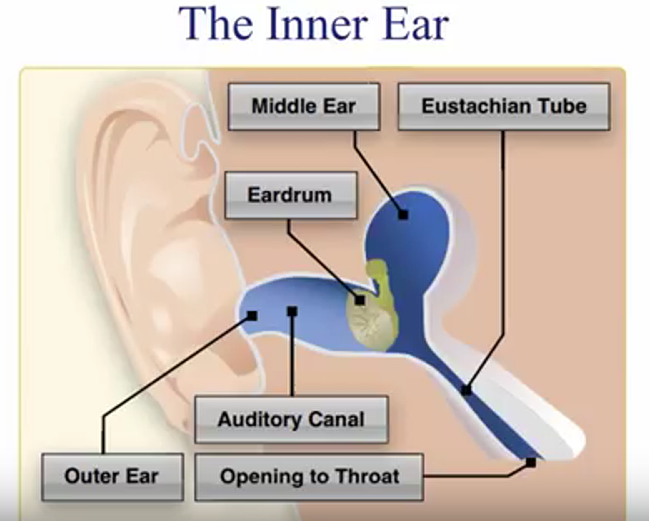 The Inner Ear
Middle Ear
Eustachian Tube
Eardrum
Auditory Canal
Outer Ear
Opening to Throat